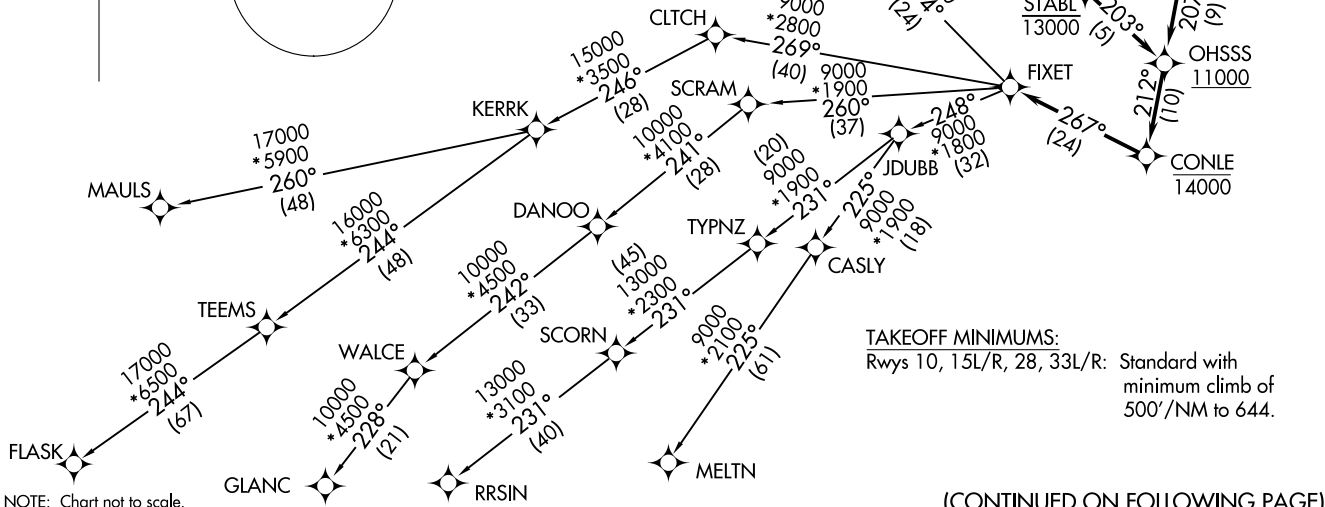 9000
*2800
269°
(40)
CLTCH
(24)
STABL
13000
203°
(5)
(9)
OHSSS
11000
212°
(10)
15000
*3500
246°
(28)
SCRAM
9000
*1900
260°
(37)
FIXET
267°
(24)
CONLE
14000
KERRK
10000
*4100
241°
(28)
248°
9000
*1800
(32)
JDUBB
17000
*5900
260°
(48)
MAULS
(20)
9000
*1900
231°
225°
9000
*1900
(18)
16000
*6300
244°
(48)
DANOO
TYPNZ
CASLY
10000
*4500
242°
(33)
(45)
13000
*2300
231°
TEEMS
WALCE
SCORN
9000
*2100
225°
(61)
TAKEOFF MINIMUMS:
Rwys 10, 15L/R, 28, 33L/R: Standard with
minimum climb of
500'/NM to 644.
17000
*6500
244°
(67)
10000
*4500
228°
(21)
13000
*3100
231°
(40)
FLASK
GLANC
RRSIN
MELTN
NOTE: Chart not to scale.
(CONTINUED ON FOLLOWING PAGE)